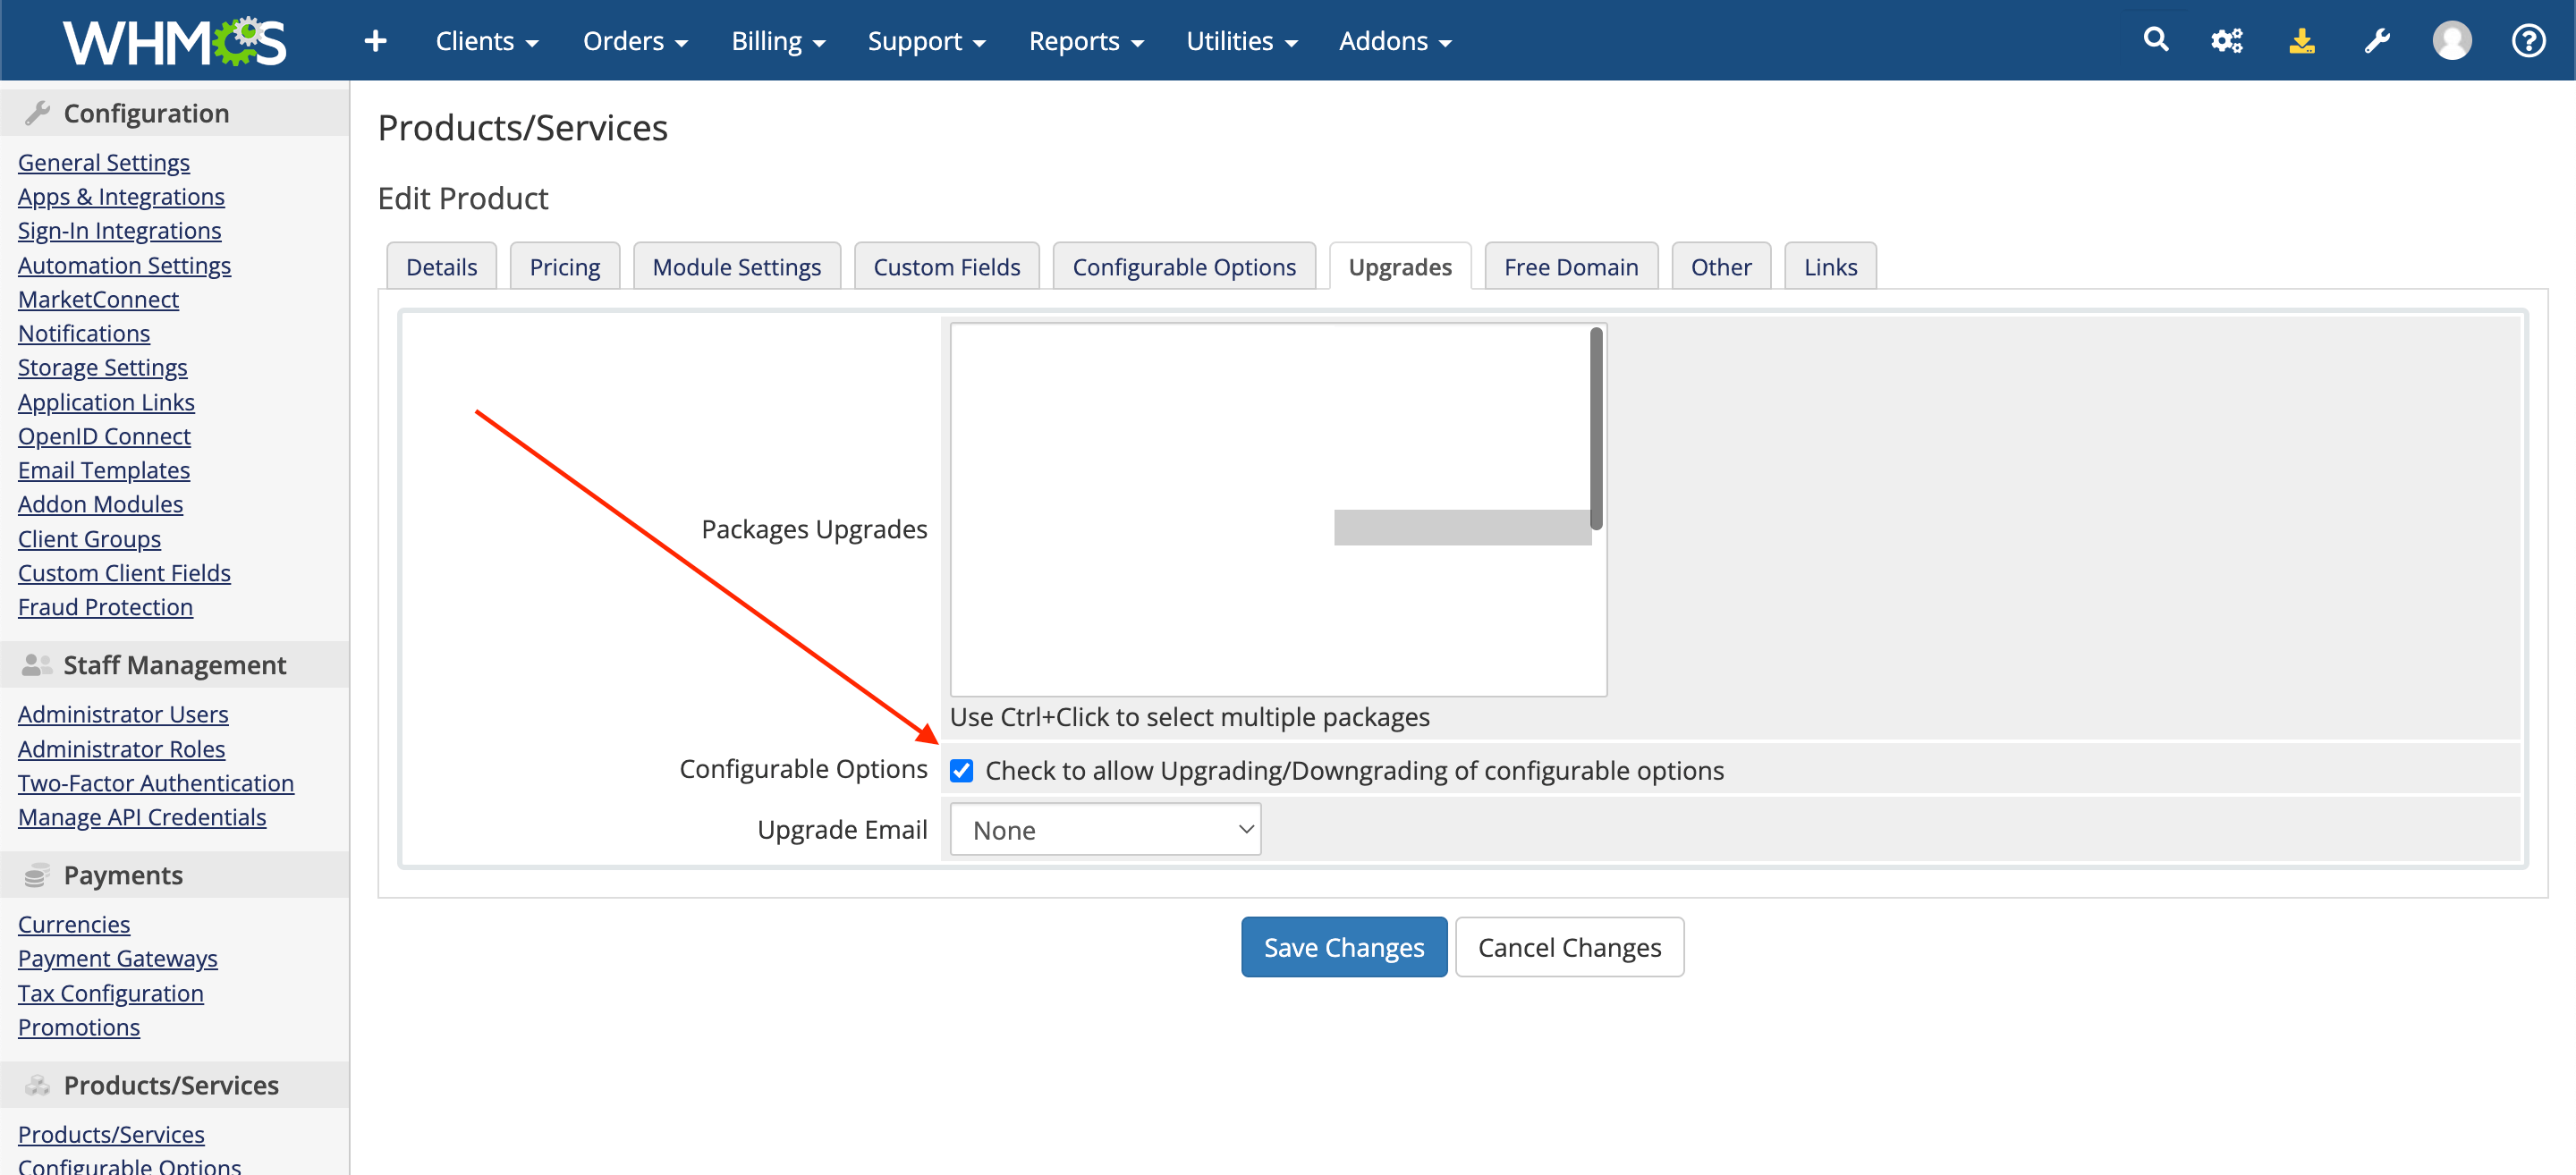 WHMCS
Clients
Orders
Billing
Support
Reports
Utilities
Addons
Configuration
General Settings
Apps & Integrations
Sign-In Integrations
Automation Settings
MarketConnect
Notifications
Storage Settings
Application Links
OpenID Connect
Email Templates
Addon Modules
Client Groups
Custom Client Fields
Fraud Protection
Staff Management
Administrator Users
Administrator Roles
Two-Factor Authentication
Manage API Credentials
Payments
Currencies
Payment Gateways
Tax Configuration
Promotions
Products/Services
Products/Services
Configurable Options
Products/Services
Edit Product
Details
Pricing
Module Settings
Custom Fields
Configurable Options
Upgrades
Free Domain
Other
Links
Packages Upgrades
Use Ctrl+Click to select multiple packages
Configurable Options
Check to allow Upgrading/Downgrading of configurable options
Upgrade Email
None
Save Changes
Cancel Changes